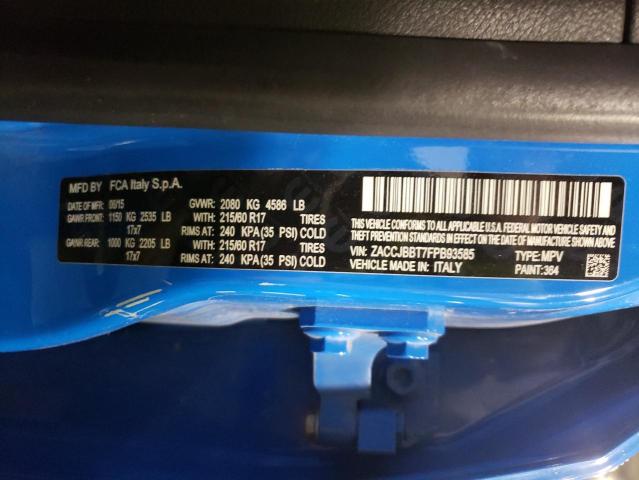 MFD BY FCA Italy S.p.A.
DATE OF MFR: 09/15 GVWR: 2080 KG 4586 LB
GAWR FRONT: 1150 KG 2535 LB WITH: 215/60 R17 TIRES
17x7 RIMS AT: 240 KPA(35 PSI) COLD
GAWR REAR: 1000 KG 2205 LB WITH: 215/60 R17 TIRES
17x7 RIMS AT: 240 KPA(35 PSI) COLD
THIS VEHICLE CONFORMS TO ALL APPLICABLE U.S.A. FEDERAL MOTOR VEHICLE SAFETY
AND THEFT PREVENTION STANDARDS IN EFFECT ON THE DATE OF MANUFACTURE SHOWN ABOVE.
VIN: ZACCJBBT7FPB93585 TYPE: MPV
VEHICLE MADE IN: ITALY PAINT: 364